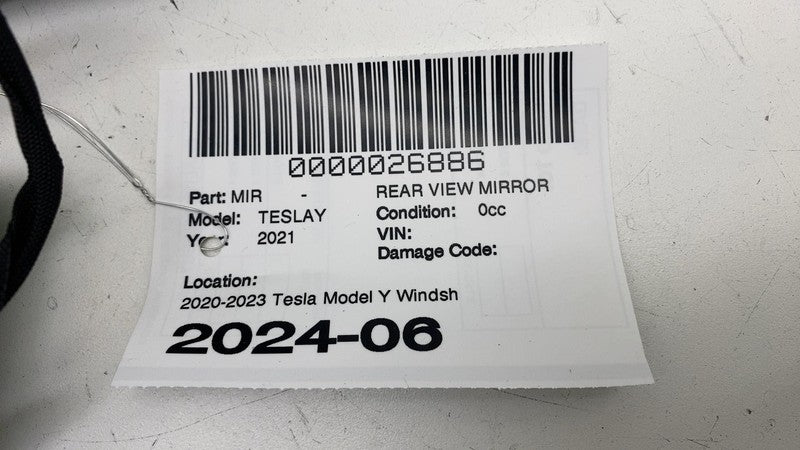 0000026886
Part: MIR - REAR VIEW MIRROR
Model: TESLAY Condition: 0cc
Year: 2021 VIN:
Damage Code:
Location:
2020-2023 Tesla Model Y Windsh
2024-06